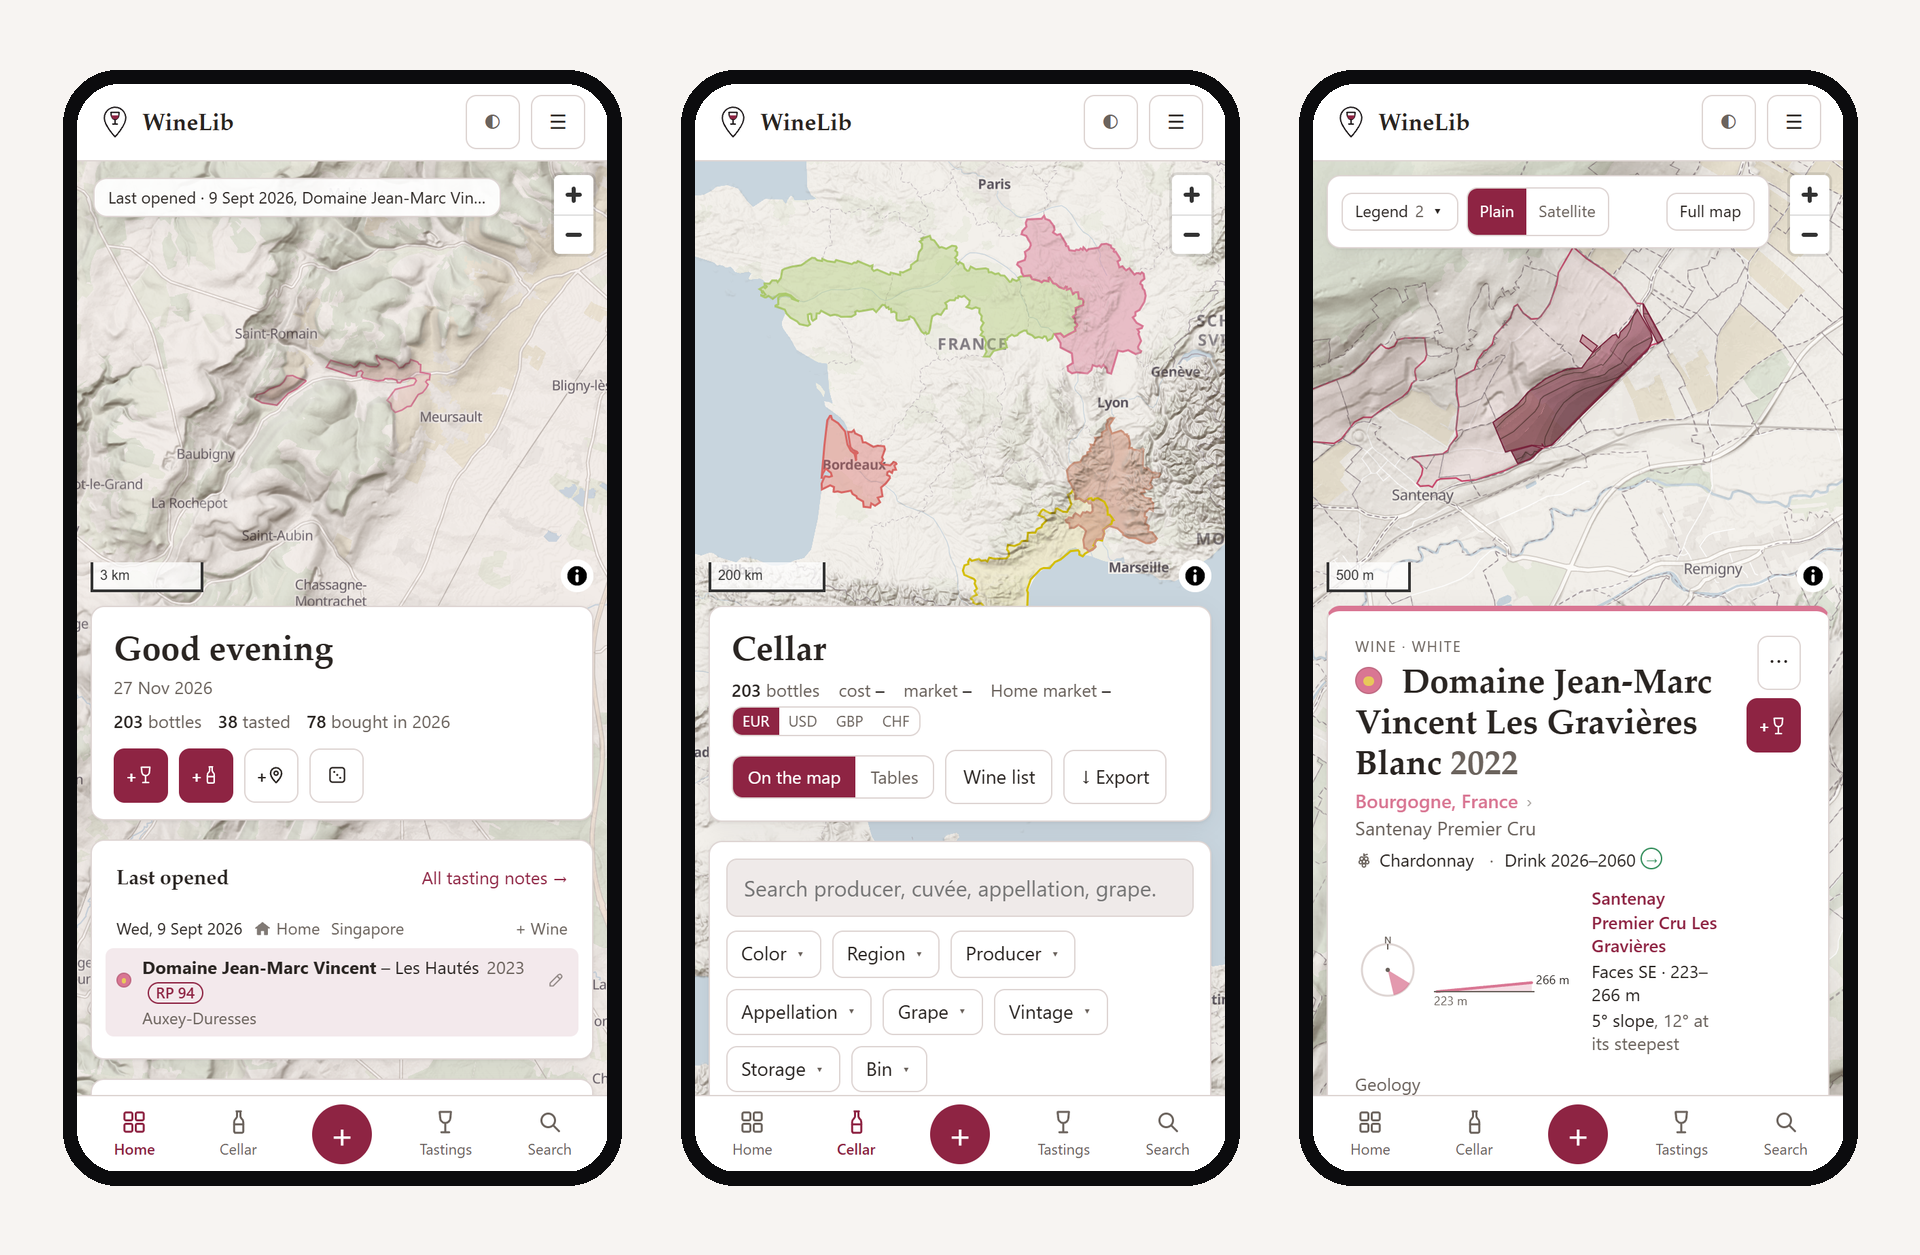 WineLib
Last opened · 9 Sept 2026, Domaine Jean-Marc Vin...
+
−
Saint-Romain
Bligny-lè
Meursault
Baubigny
ot-le-Grand
La Rochepot
Saint-Aubin
3 km
Chassagne-
Montrachet
Good evening
27 Nov 2026
203 bottles 38 tasted 78 bought in 2026
+ + +
Last opened
All tasting notes →
Wed, 9 Sept 2026 Home Singapore + Wine
Domaine Jean-Marc Vincent – Les Hautés 2023
RP 94
Auxey-Duresses
Home Cellar + Tastings Search
WineLib
Paris
+
−
FRANCE
Genève
Lyon
Bordeaux
Marseille
200 km
Cellar
203 bottles cost – market – Home market –
EUR USD GBP CHF
On the map Tables Wine list ↓ Export
Search producer, cuvée, appellation, grape.
Color Region Producer
Appellation Grape Vintage
Storage Bin
Home Cellar + Tastings Search
WineLib
Legend 2 Plain Satellite Full map
+
−
Santenay
Remigny
500 m
WINE · WHITE
...
Domaine Jean-Marc
Vincent Les Gravières
Blanc 2022
+
Bourgogne, France ›
Santenay Premier Cru
Chardonnay · Drink 2026–2060 →
N
223 m
266 m
Santenay
Premier Cru Les
Gravières
Faces SE · 223–
266 m
5° slope, 12° at
its steepest
Geology
Home Cellar + Tastings Search